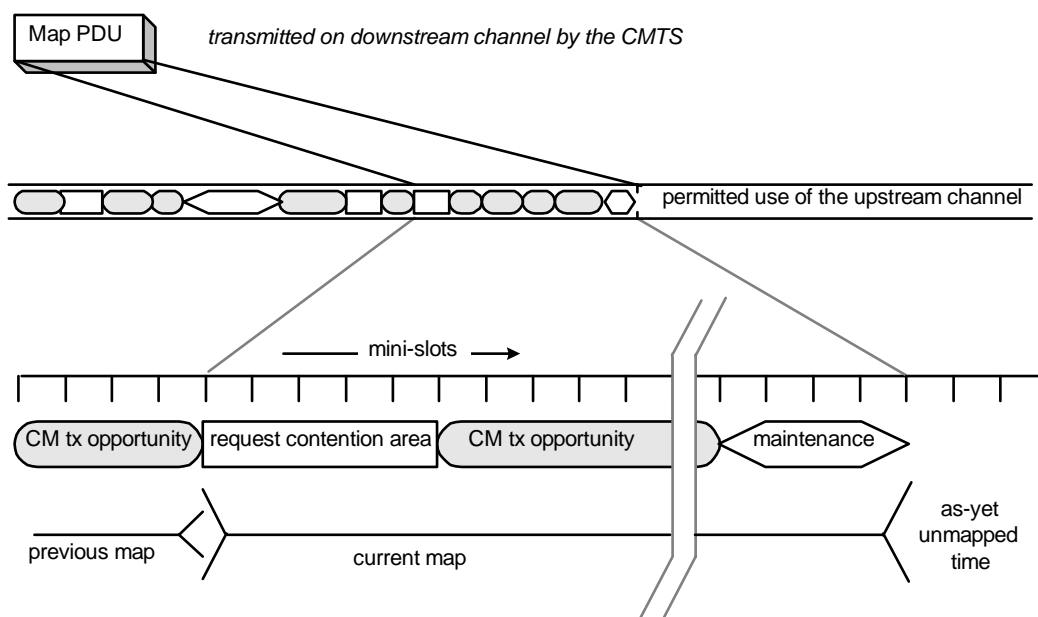 Map PDU
transmitted on downstream channel by the CMTS
permitted use of the upstream channel
mini-slots
CM tx opportunity
request contention area
CM tx opportunity
maintenance
previous map
current map
as-yet
unmapped
time